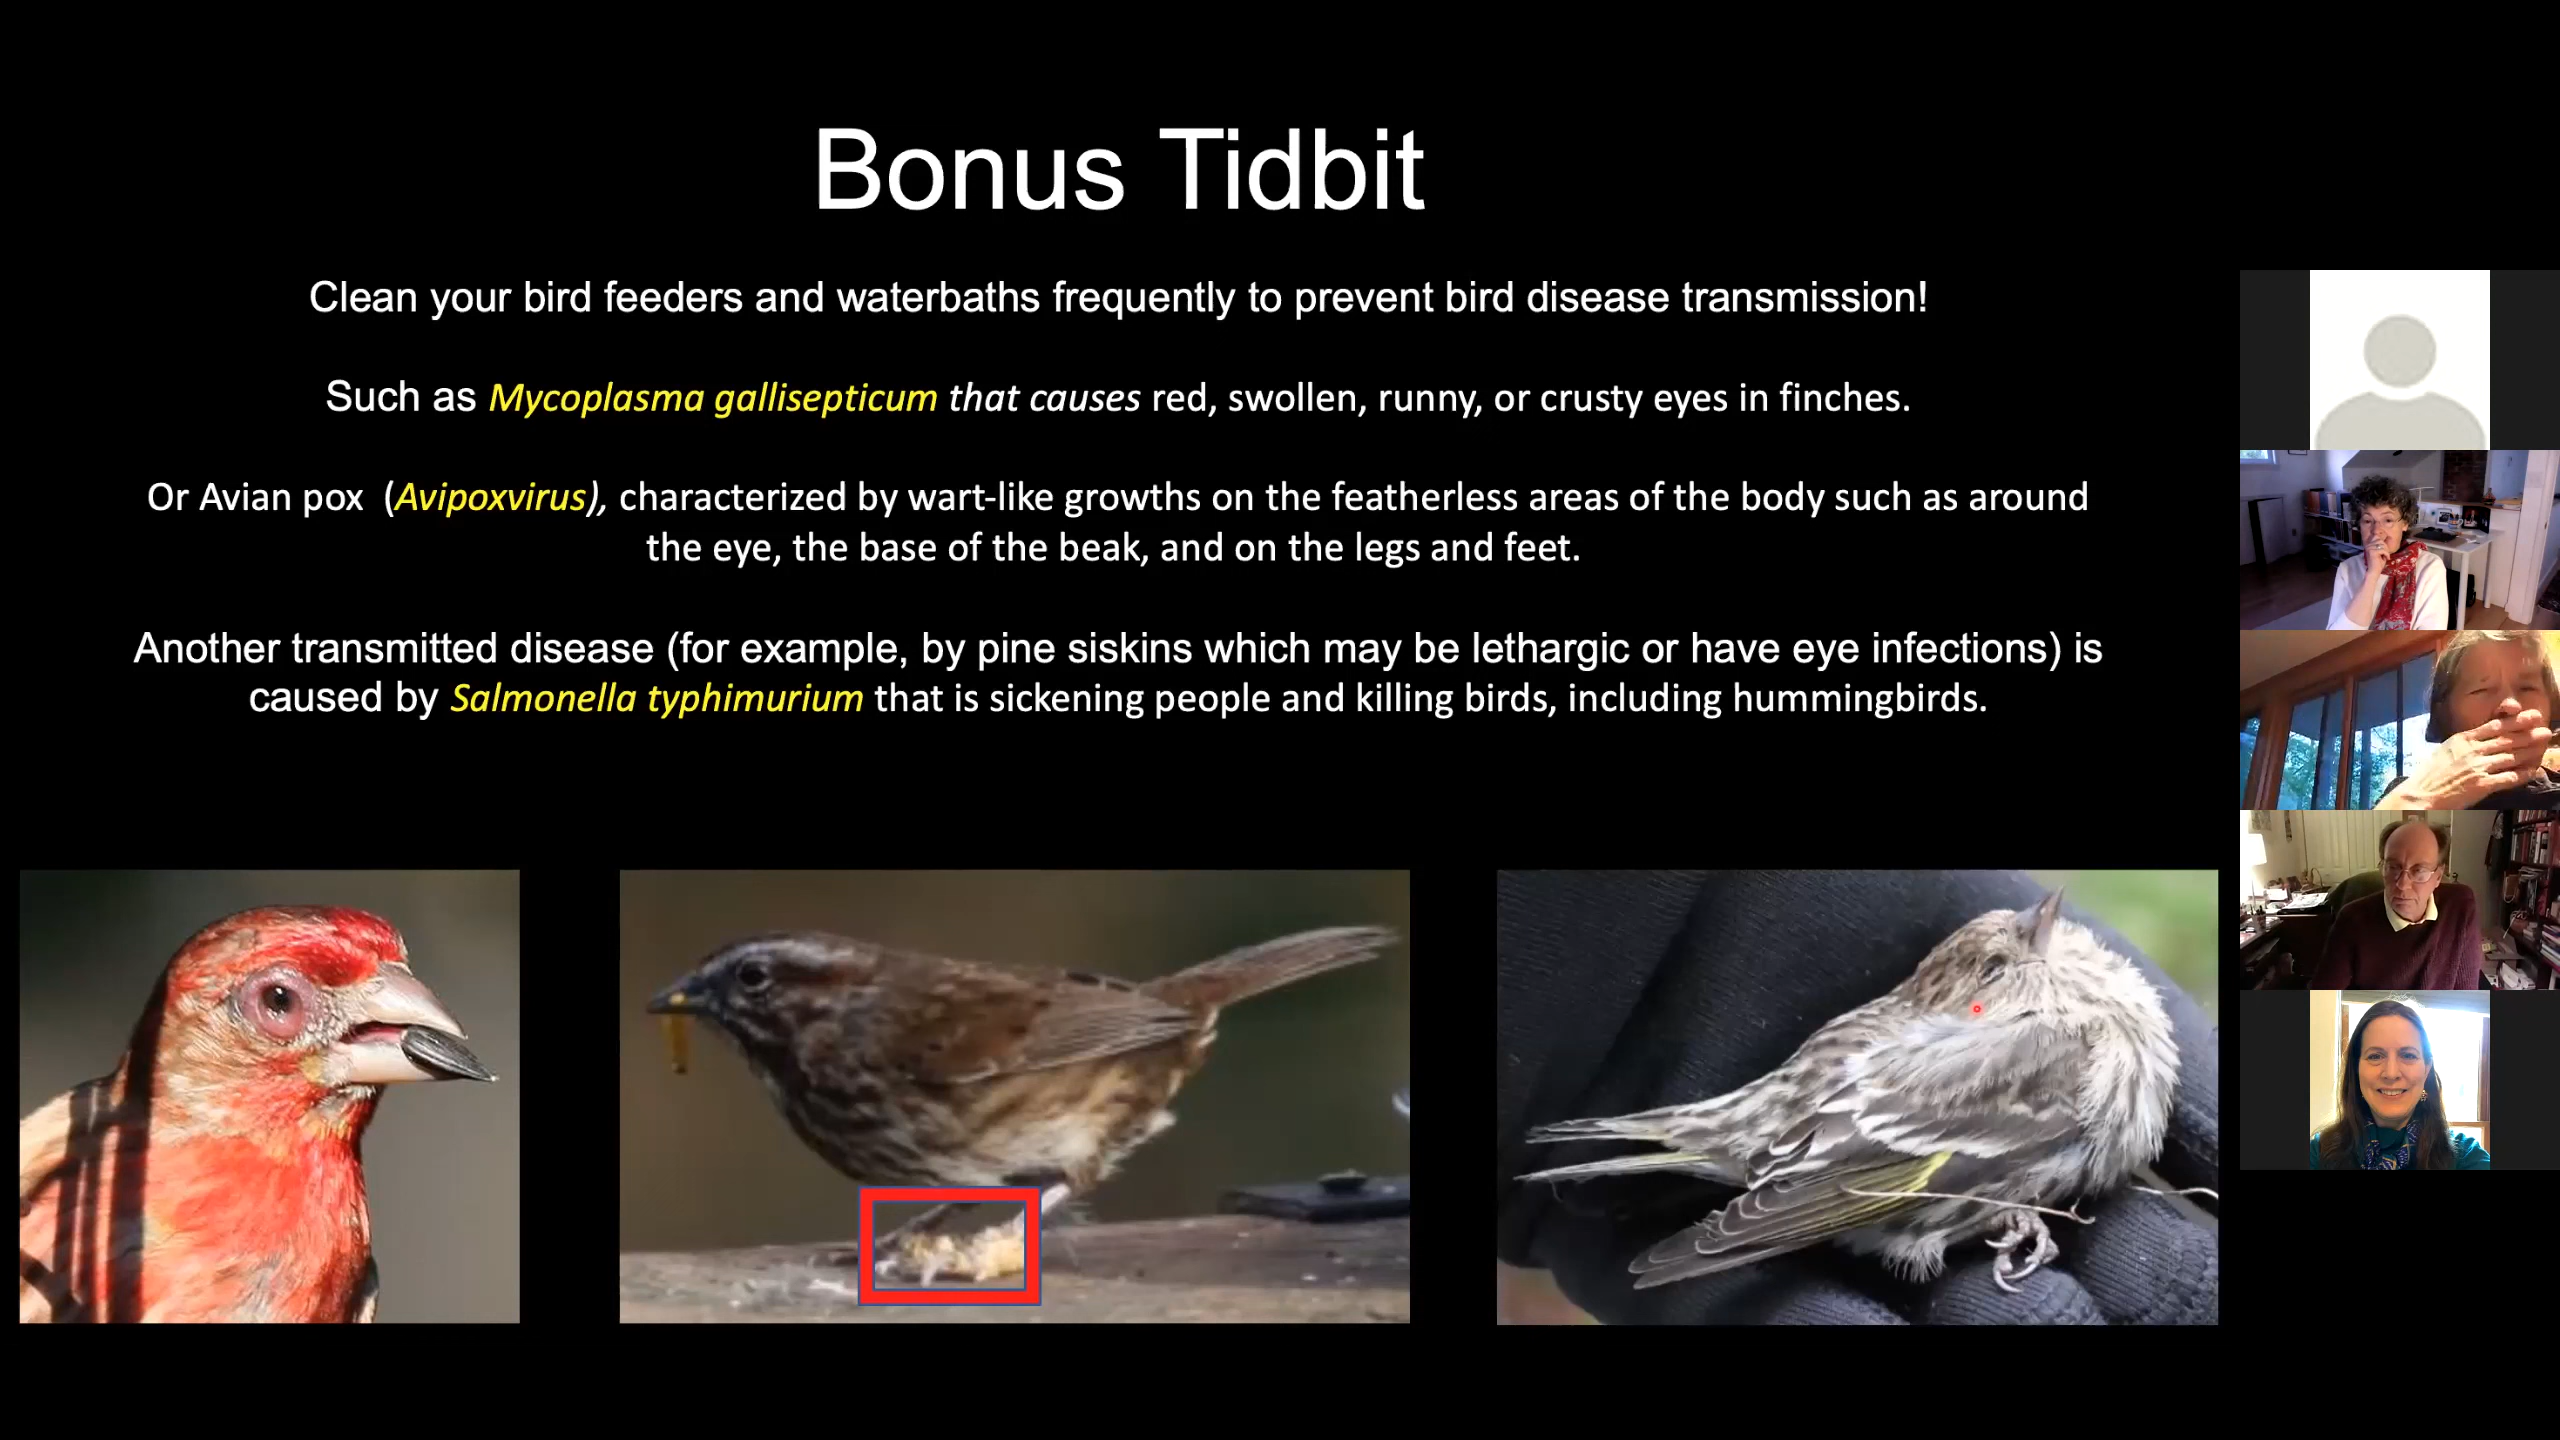 Bonus Tidbit
Clean your bird feeders and waterbaths frequently to prevent bird disease transmission!
Such as Mycoplasma gallisepticum that causes red, swollen, runny, or crusty eyes in finches.
Or Avian pox (Avipoxvirus), characterized by wart-like growths on the featherless areas of the body such as around
the eye, the base of the beak, and on the legs and feet.
Another transmitted disease (for example, by pine siskins which may be lethargic or have eye infections) is
caused by Salmonella typhimurium that is sickening people and killing birds, including hummingbirds.